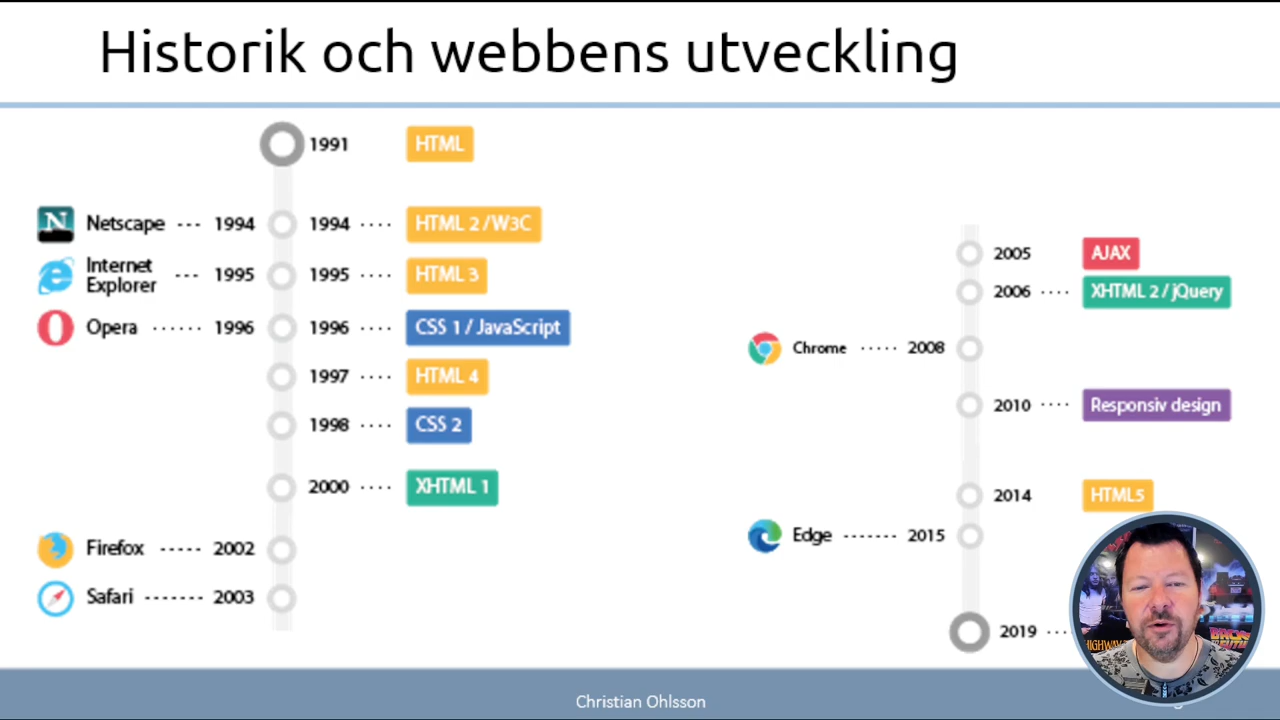 Historik och webbens utveckling
1991 HTML
Netscape --- 1994 1994 ···· HTML 2 /W3C
Internet
Explorer --- 1995 1995 ···· HTML 3
Opera ······ 1996 1996 ···· CSS 1 / JavaScript
1997 ···· HTML 4
1998 ···· CSS 2
2000 ···· XHTML 1
Firefox ----- 2002
Safari ------- 2003
2005 AJAX
2006 ···· XHTML 2 / jQuery
Chrome ····· 2008
2010 ···· Responsiv design
2014 HTML5
Edge ------- 2015
2019 ···
HIGHWAY
BACK
Christian Ohlsson